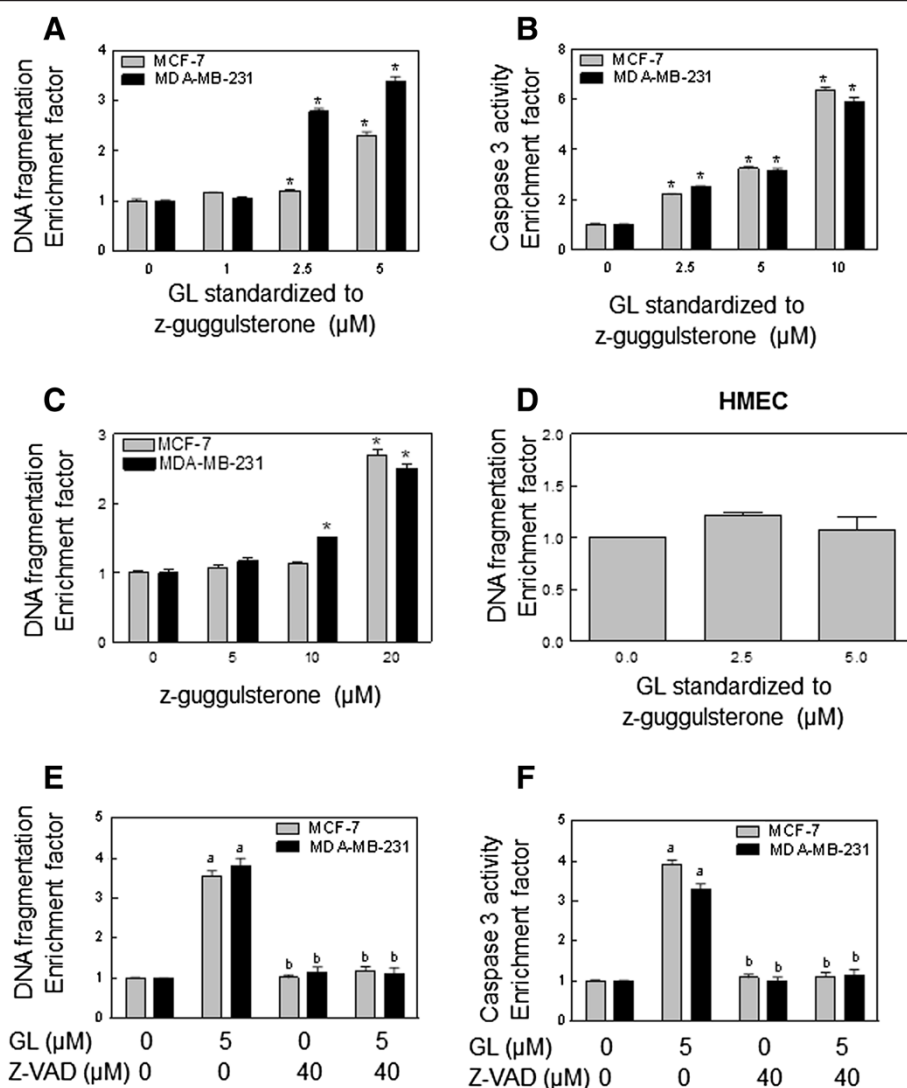 A
DNA fragmentation
Enrichment factor
4
3
2
1
0
MCF-7
MDA-MB-231
*
*
*
*
0 1 2.5 5
GL standardized to
z-guggulsterone (µM)
B
Caspase 3 activity
Enrichment factor
8
6
4
2
0
MCF-7
MDA-MB-231
* * * * * *
0 2.5 5 10
GL standardized to
z-guggulsterone (µM)
C
DNA fragmentation
Enrichment factor
3
2
1
0
MCF-7
MDA-MB-231
* * *
0 5 10 20
z-guggulsterone (µM)
D
HMEC
DNA fragmentation
Enrichment factor
2.0
1.5
1.0
0.5
0.0
0.0 2.5 5.0
GL standardized to
z-guggulsterone (µM)
E
DNA fragmentation
Enrichment factor
5
4
3
2
1
0
MCF-7
MDA-MB-231
a a b b b b
GL (µM) 0 5 0 5
Z-VAD (µM) 0 0 40 40
F
Caspase 3 activity
Enrichment factor
5
4
3
2
1
0
MCF-7
MDA-MB-231
a a b b b b
0 5 0 5
0 0 40 40